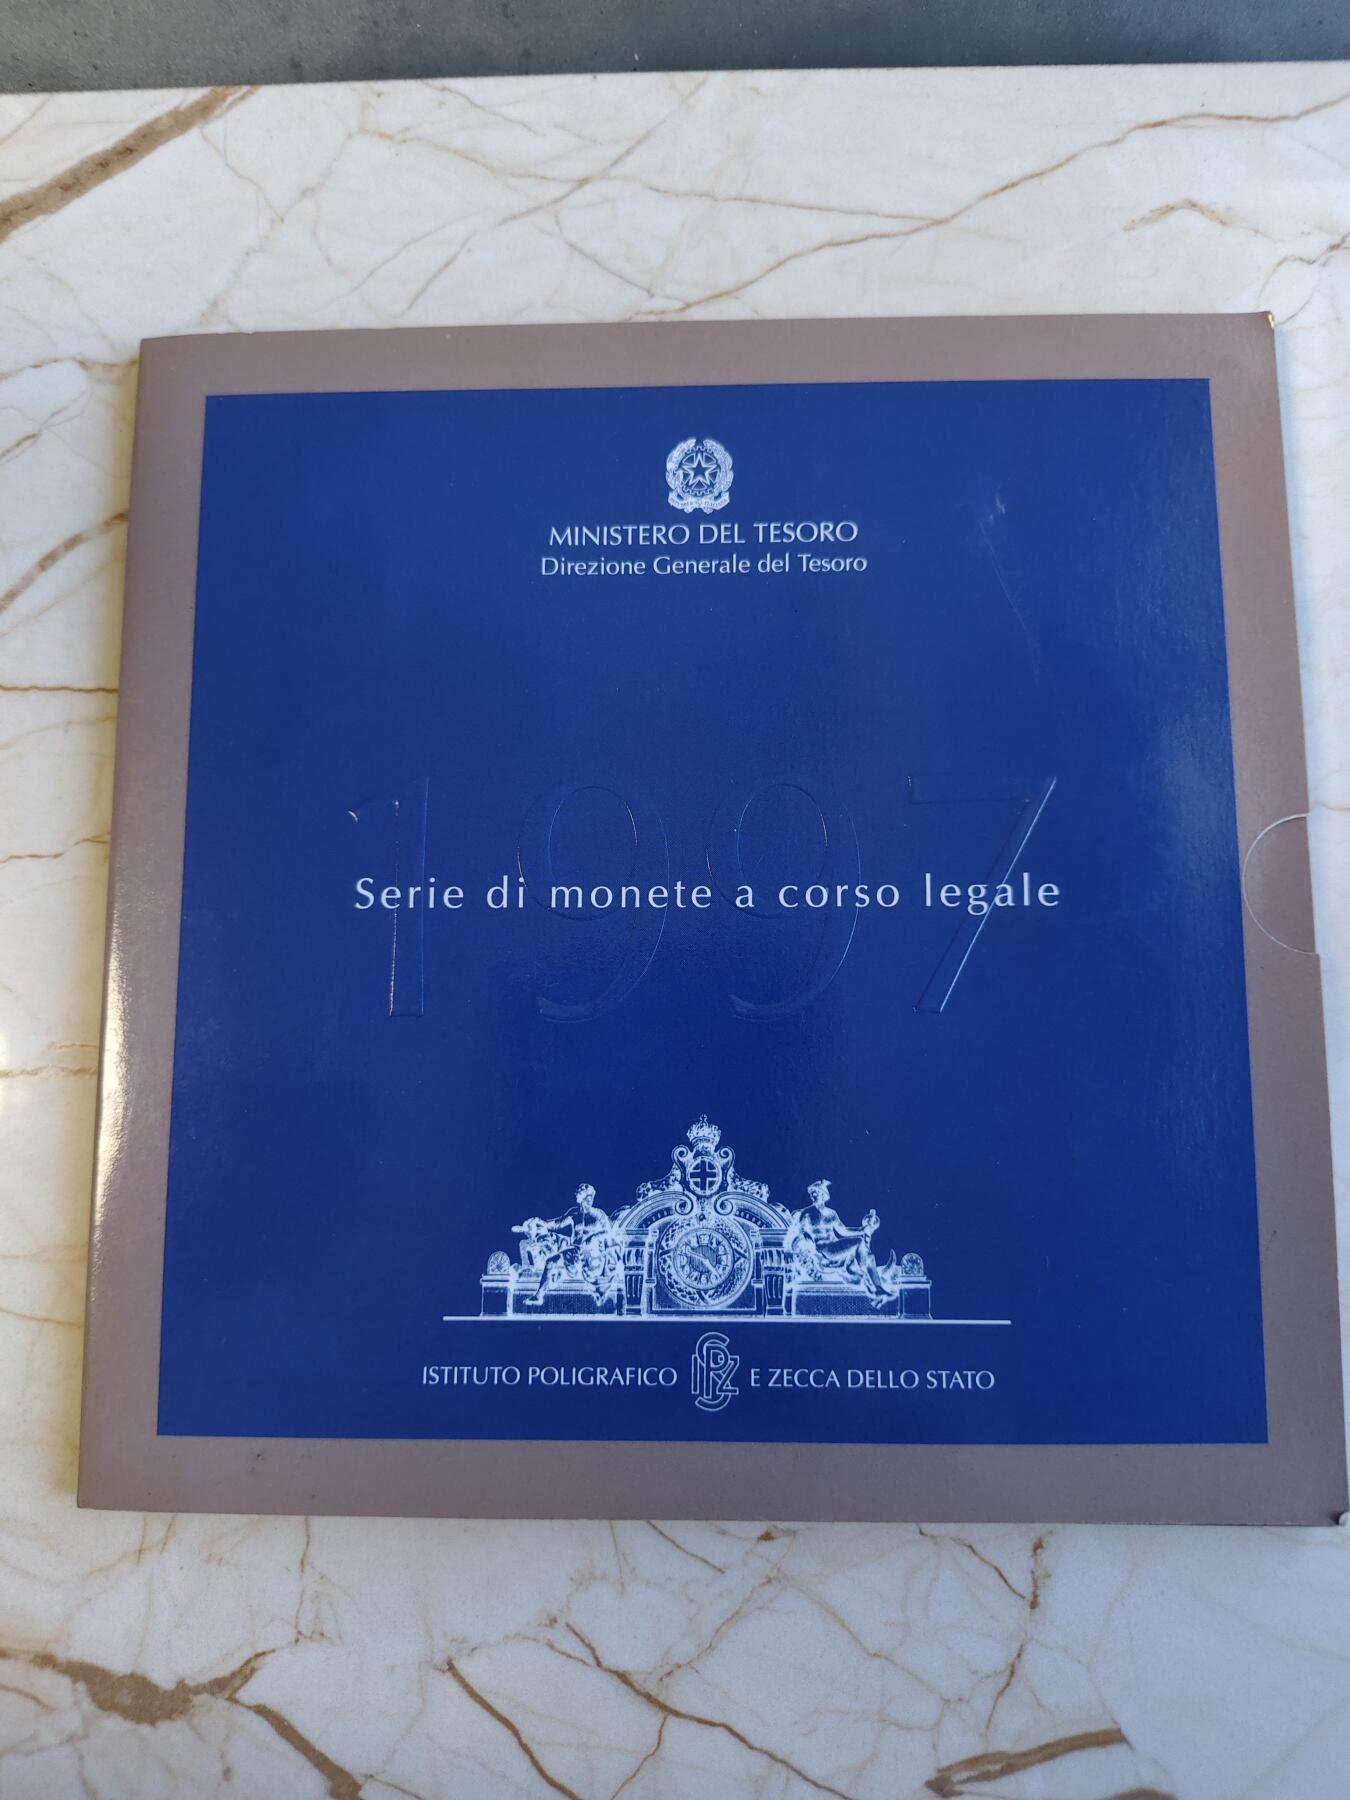 MINISTERO DEL TESORO
Direzione Generale del Tesoro
1997
Serie di monete a corso legale
ISTITUTO POLIGRAFICO IPZS E ZECCA DELLO STATO